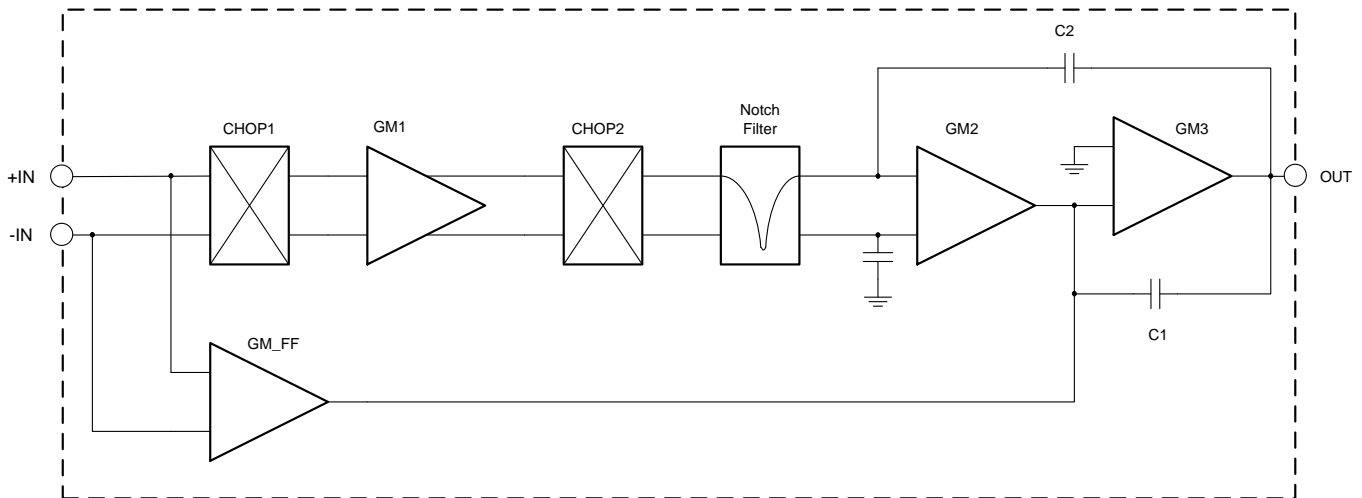 C2
Notch
Filter
CHOP1
GM1
CHOP2
GM2
GM3
+IN
OUT
-IN
C1
GM_FF